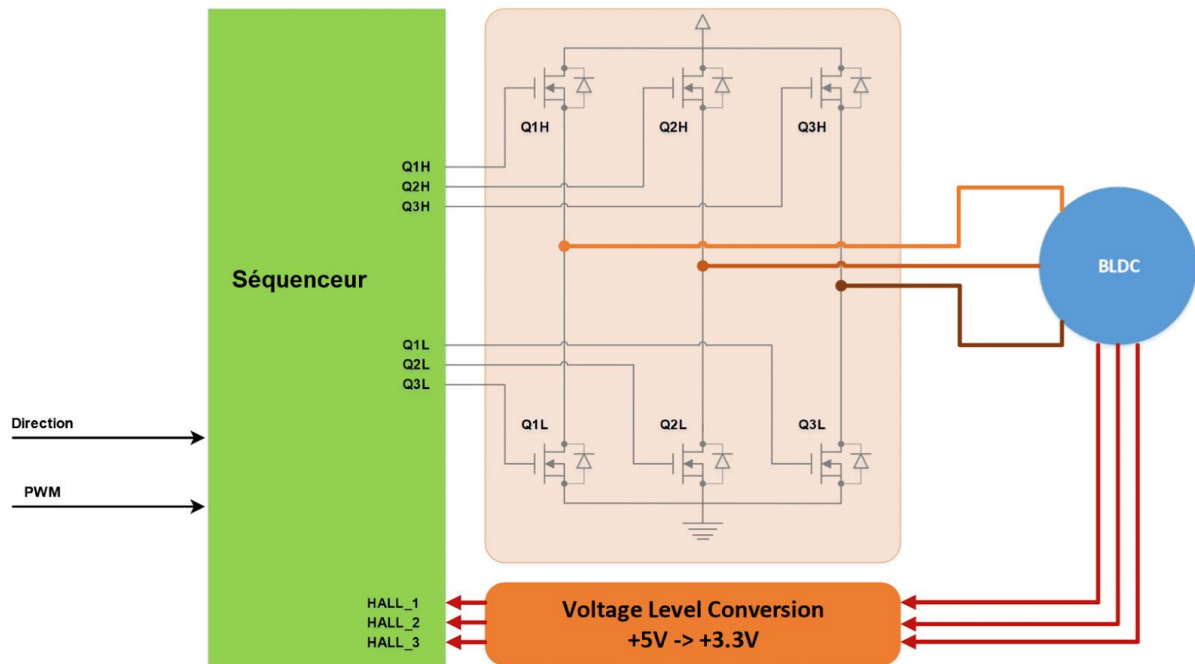 Q1H
Q2H
Q3H
Q1H
Q2H
Q3H
Séquenceur
BLDC
Q1L
Q2L
Q3L
Direction
Q1L
Q2L
Q3L
PWM
HALL_1
HALL_2
HALL_3
Voltage Level Conversion
+5V -> +3.3V